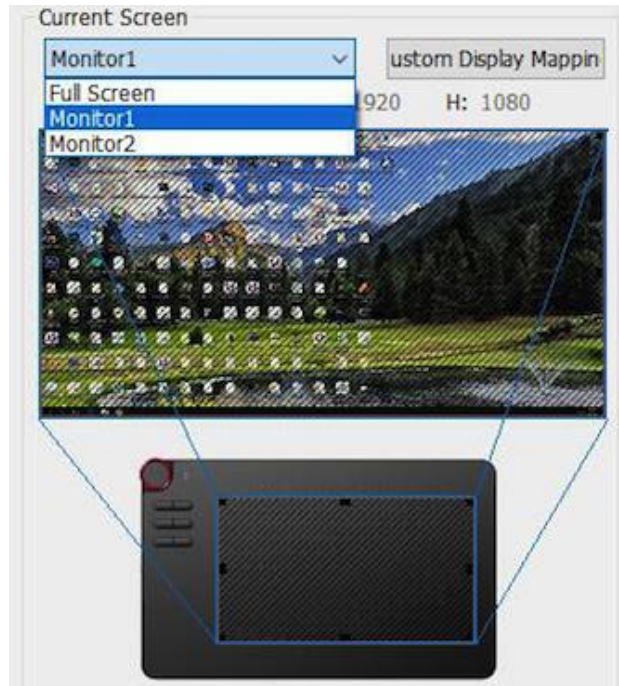 Current Screen
Monitor1
ustom Display Mappin
Full Screen
1920 H: 1080
Monitor1
Monitor2